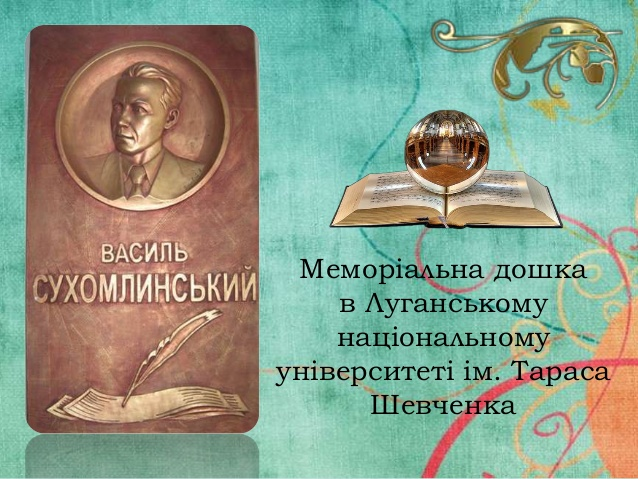 ВАСИЛЬ
СУХОМЛИНСЬКИЙ
Меморіальна дошка
в Луганському
національному
університеті ім. Тараса
Шевченка